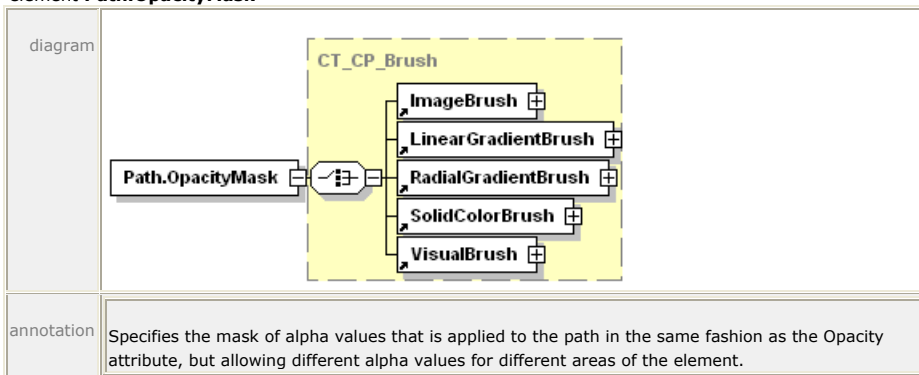 element Path.OpacityMask
diagram
CT_CP_Brush
ImageBrush
LinearGradientBrush
Path.OpacityMask
RadialGradientBrush
SolidColorBrush
VisualBrush
annotation
Specifies the mask of alpha values that is applied to the path in the same fashion as the Opacity
attribute, but allowing different alpha values for different areas of the element.